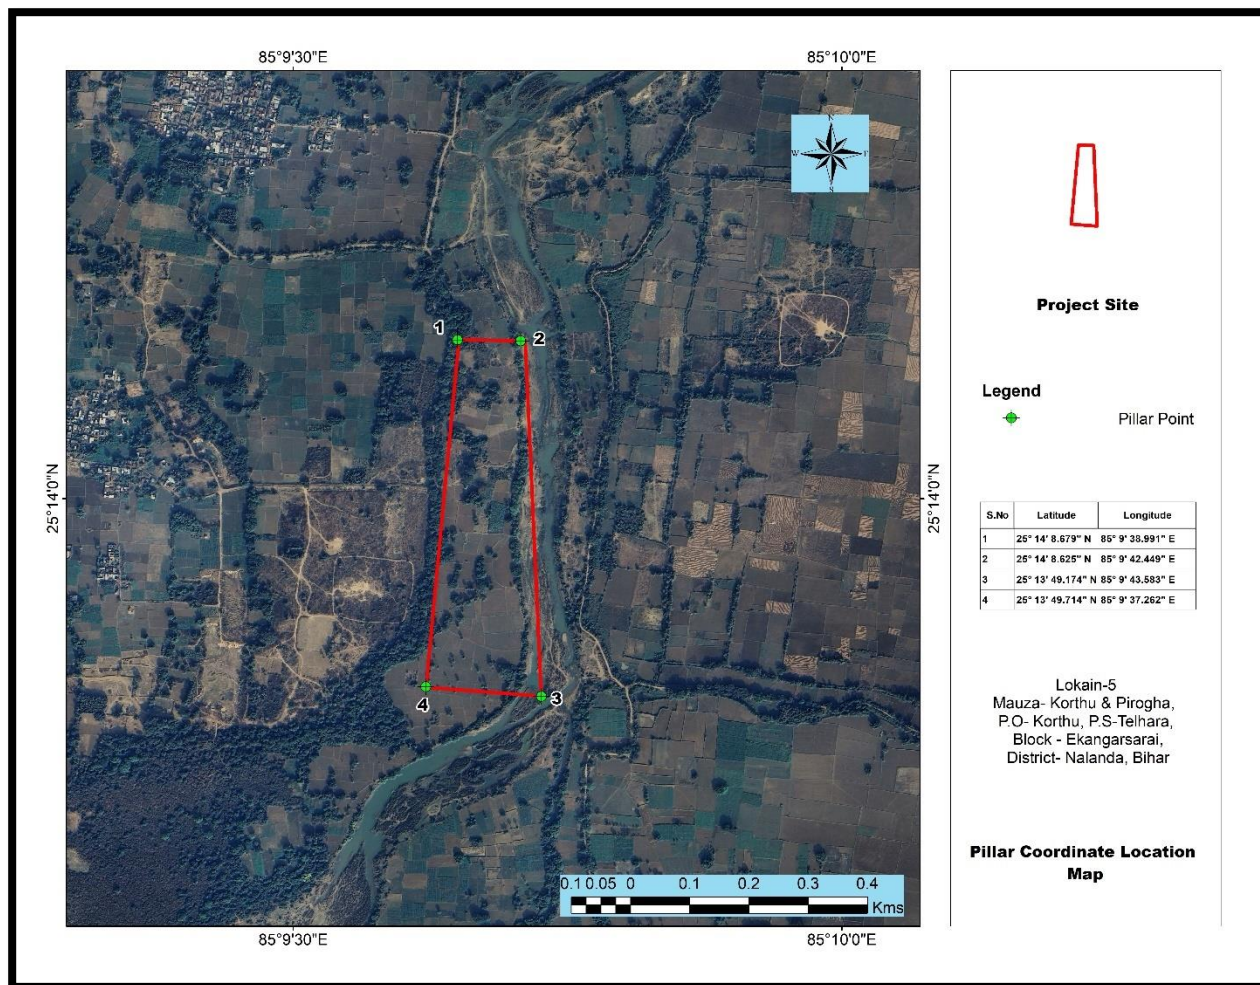 85°9'30"E
85°10'0"E
N
W
E
S
1
2
25°14'0"N
25°14'0"N
4
3
0.1 0.05 0 0.1 0.2 0.3 0.4
Kms
85°9'30"E
85°10'0"E
Project Site
Legend
Pillar Point
S.No Latitude Longitude
1 25° 14' 8.679" N 85° 9' 38.991" E
2 25° 14' 8.625" N 85° 9' 42.449" E
3 25° 13' 49.174" N 85° 9' 43.583" E
4 25° 13' 49.714" N 85° 9' 37.262" E
Lokain-5
Mauza- Korthu & Pirogha,
P.O- Korthu, P.S-Telhara,
Block - Ekangarsarai,
District- Nalanda, Bihar
Pillar Coordinate Location
Map